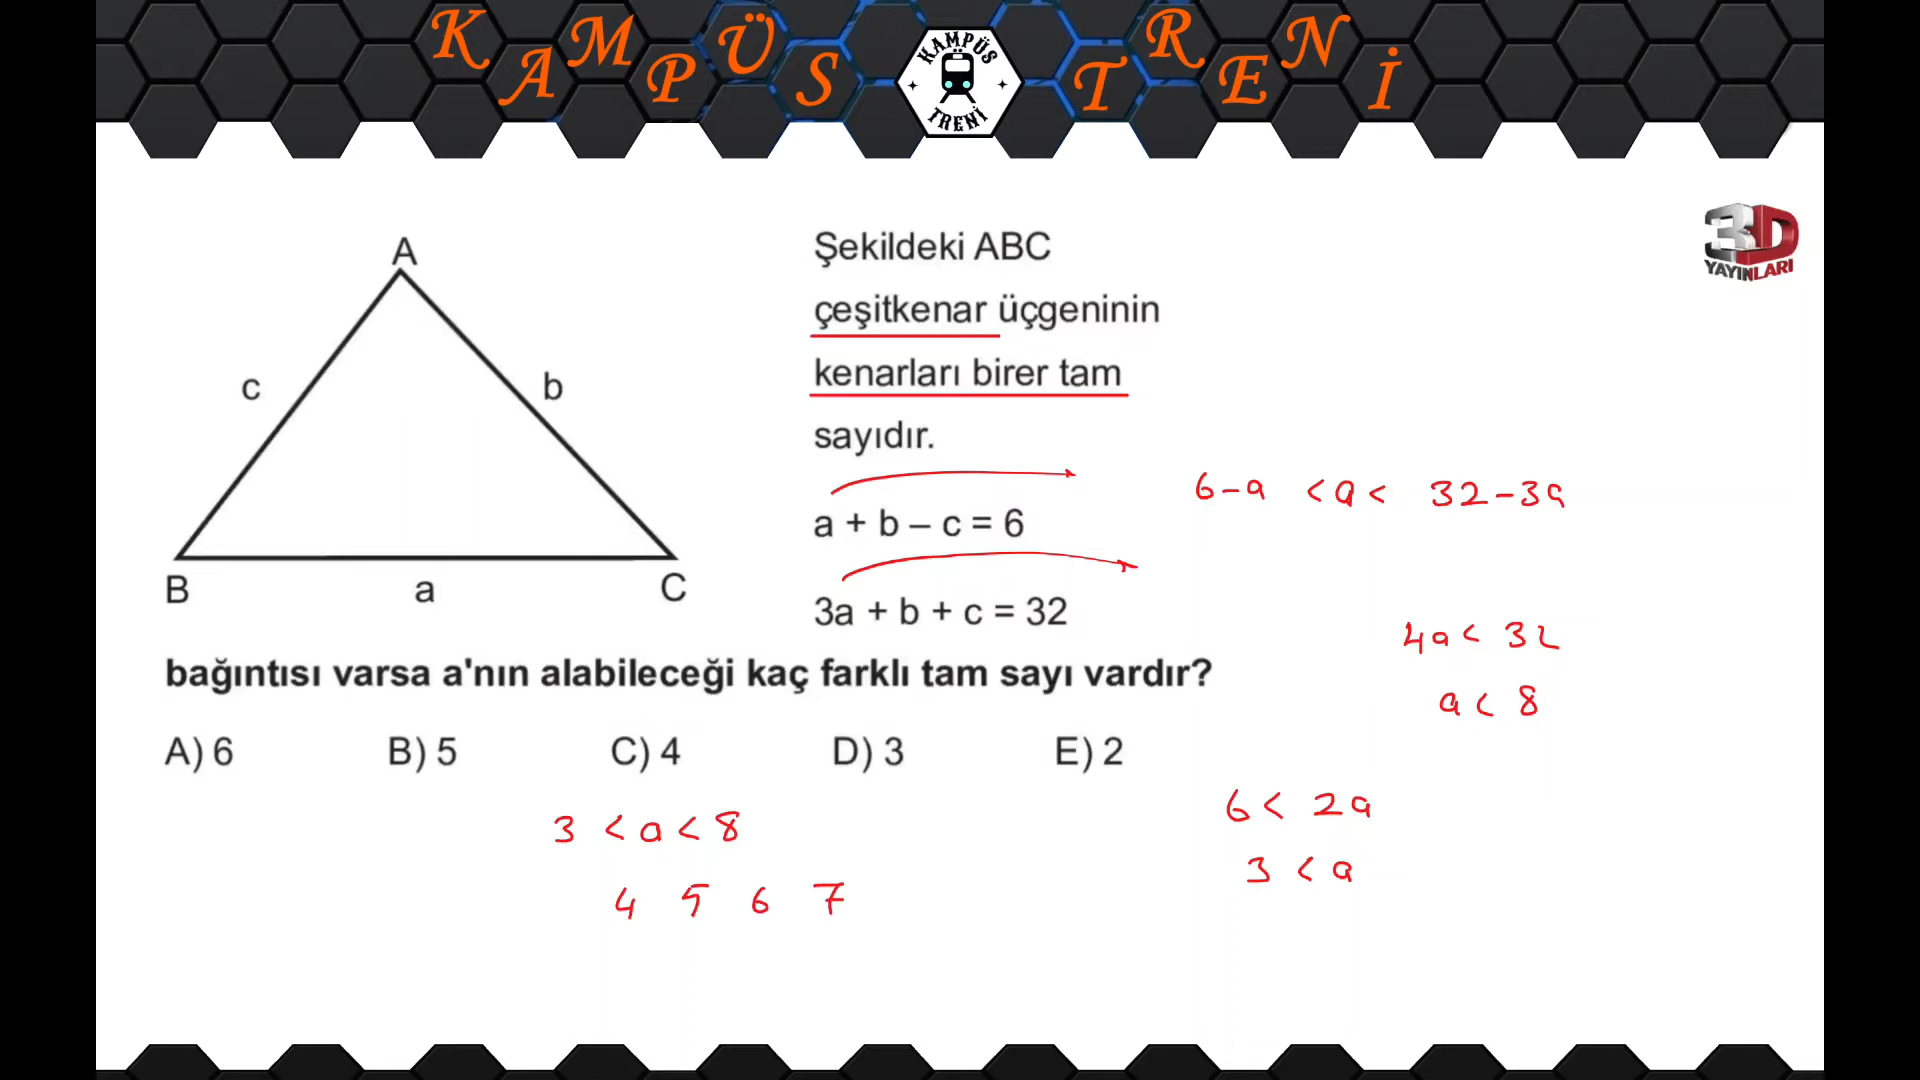 KAMPÜS TRENİ
KAMPÜS
TRENİ
3D
YAYINLARI
A
c
b
B
a
C
Şekildeki ABC
çeşitkenar üçgeninin
kenarları birer tam
sayıdır.
a + b – c = 6
3a + b + c = 32
bağıntısı varsa a'nın alabileceği kaç farklı tam sayı vardır?
A) 6 B) 5 C) 4 D) 3 E) 2
6-a < a < 32-3a
4a < 32
a < 8
6 < 2a
3 < a
3 < a < 8
4 5 6 7